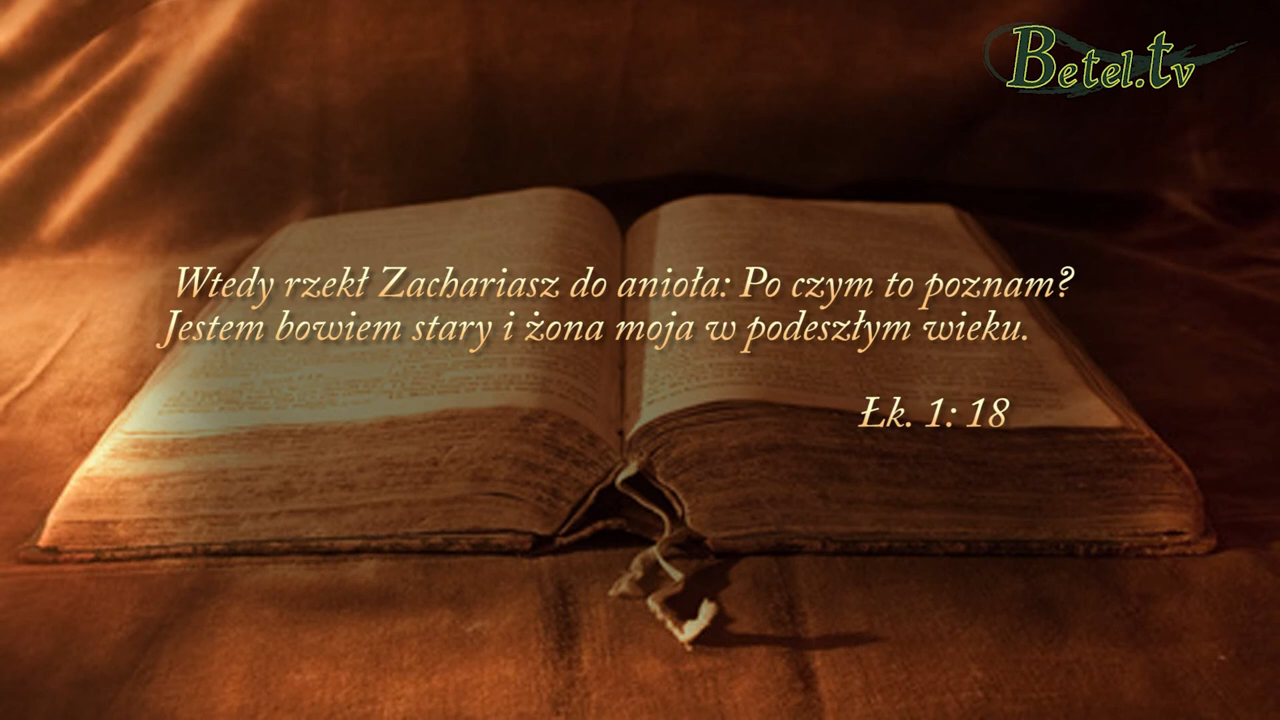 Betel.tv
Wtedy rzekł Zachariasz do anioła: Po czym to poznam?
Jestem bowiem stary i żona moja w podeszłym wieku.
Łk. 1: 18